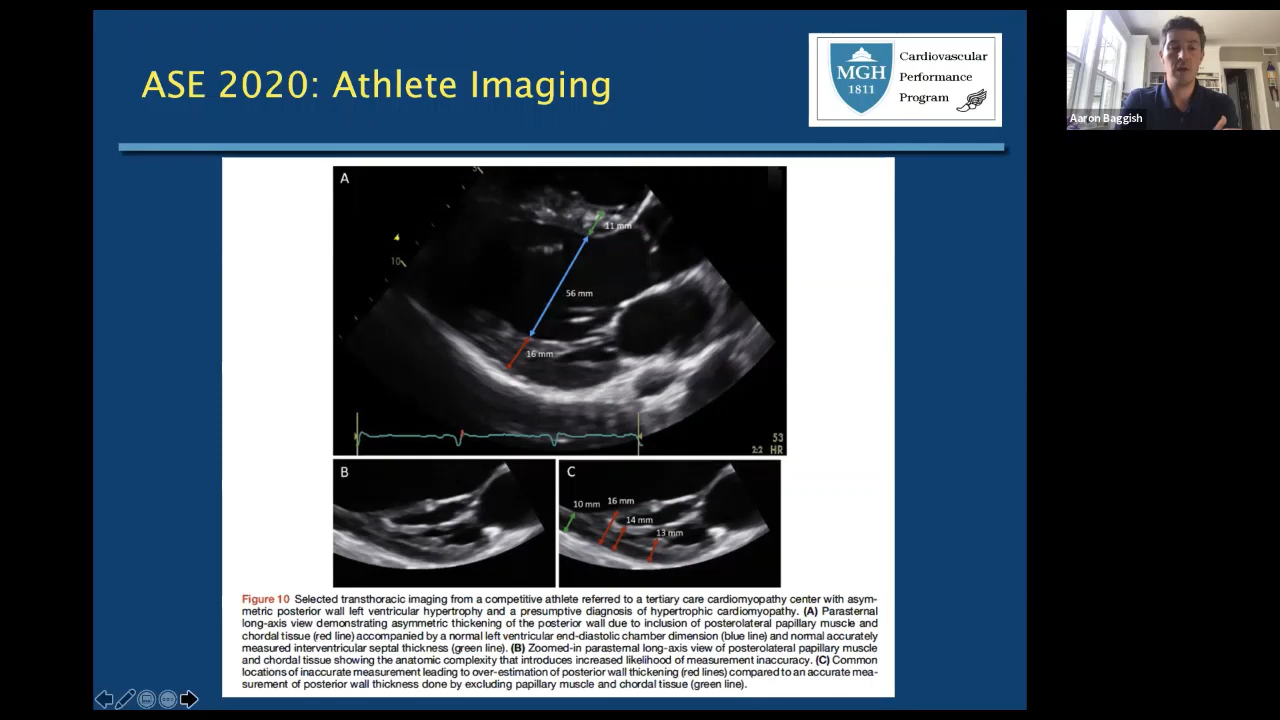 ASE 2020: Athlete Imaging
MGH
1811
Cardiovascular
Performance
Program
Aaron Baggish
A
11 mm
10
56 mm
16 mm
53
2:2 HR
B
C
10 mm
16 mm
14 mm
13 mm
Figure 10 Selected transthoracic imaging from a competitive athlete referred to a tertiary care cardiomyopathy center with asym-
metric posterior wall left ventricular hypertrophy and a presumptive diagnosis of hypertrophic cardiomyopathy. (A) Parasternal
long-axis view demonstrating asymmetric thickening of the posterior wall due to inclusion of posterolateral papillary muscle and
chordal tissue (red line) accompanied by a normal left ventricular end-diastolic chamber dimension (blue line) and normal accurately
measured interventricular septal thickness (green line). (B) Zoomed-in parasternal long-axis view of posterolateral papillary muscle
and chordal tissue showing the anatomic complexity that introduces increased likelihood of measurement inaccuracy. (C) Common
locations of inaccurate measurement leading to over-estimation of posterior wall thickening (red lines) compared to an accurate mea-
surement of posterior wall thickness done by excluding papillary muscle and chordal tissue (green line).